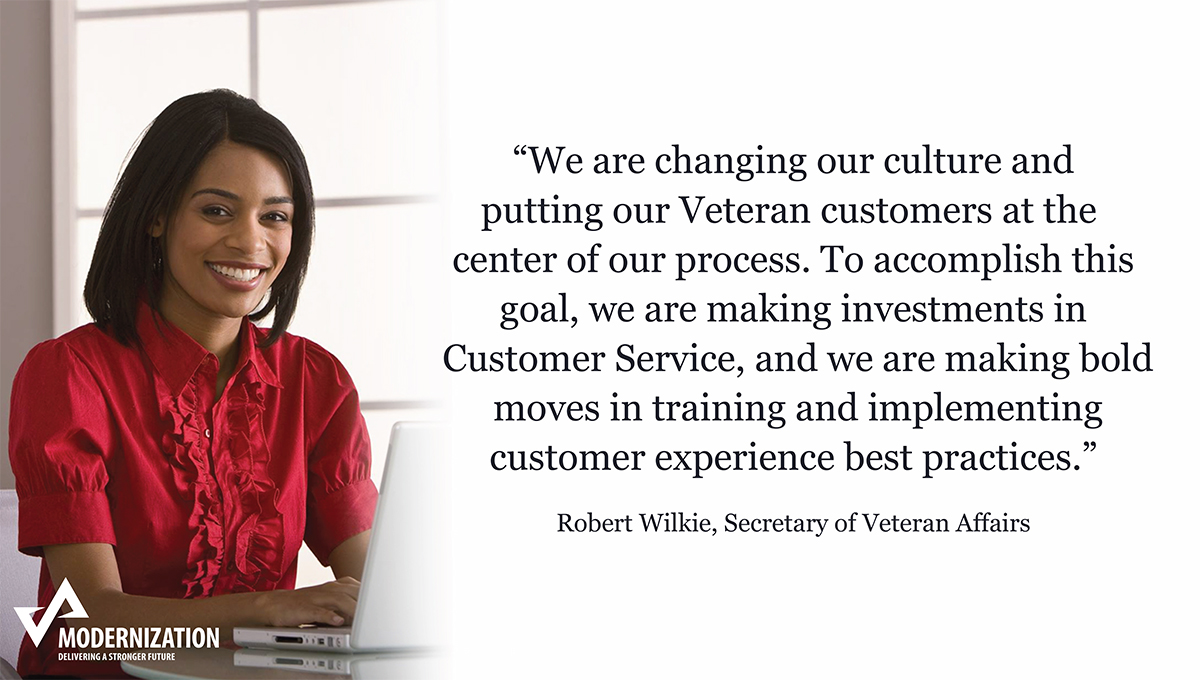 “We are changing our culture and
putting our Veteran customers at the
center of our process. To accomplish this
goal, we are making investments in
Customer Service, and we are making bold
moves in training and implementing
customer experience best practices.”
Robert Wilkie, Secretary of Veteran Affairs
VA
MODERNIZATION
DELIVERING A STRONGER FUTURE